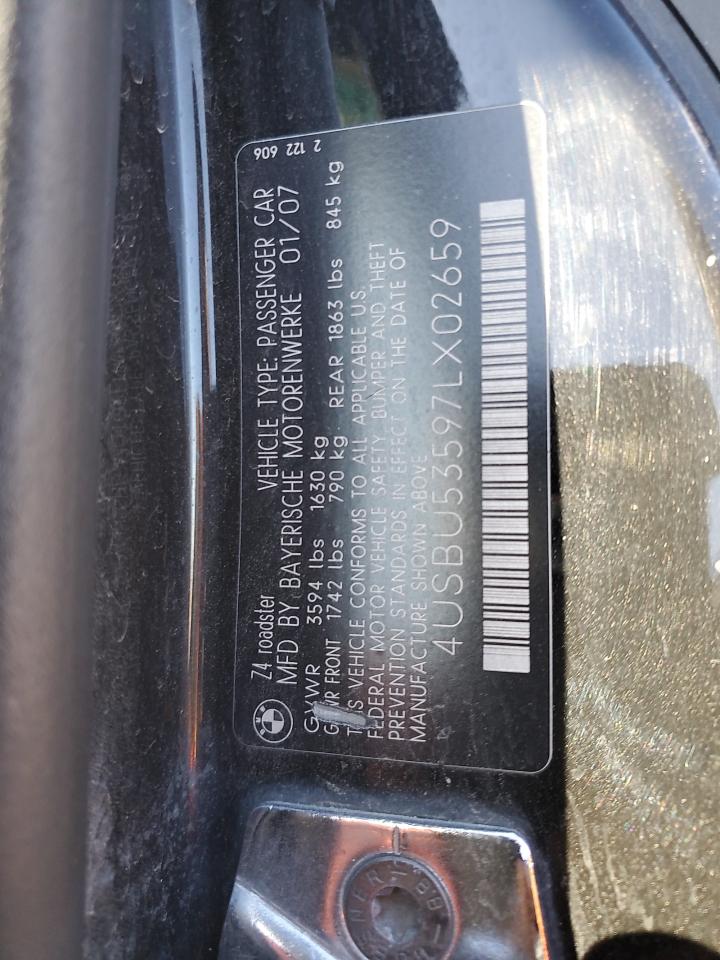 Z4 roadster VEHICLE TYPE: PASSENGER CAR 2 122 606
MFD BY BAYERISCHE MOTORENWERKE 01/07
GVWR 3594 lbs 1630 kg
FRONT 1742 lbs 790 kg REAR 1863 lbs 845 kg
VEHICLE CONFORMS TO ALL APPLICABLE U.S.
FEDERAL MOTOR VEHICLE SAFETY, BUMPER AND THEFT
PREVENTION STANDARDS IN EFFECT ON THE DATE OF
MANUFACTURE SHOWN ABOVE
4USBU53597LX02659